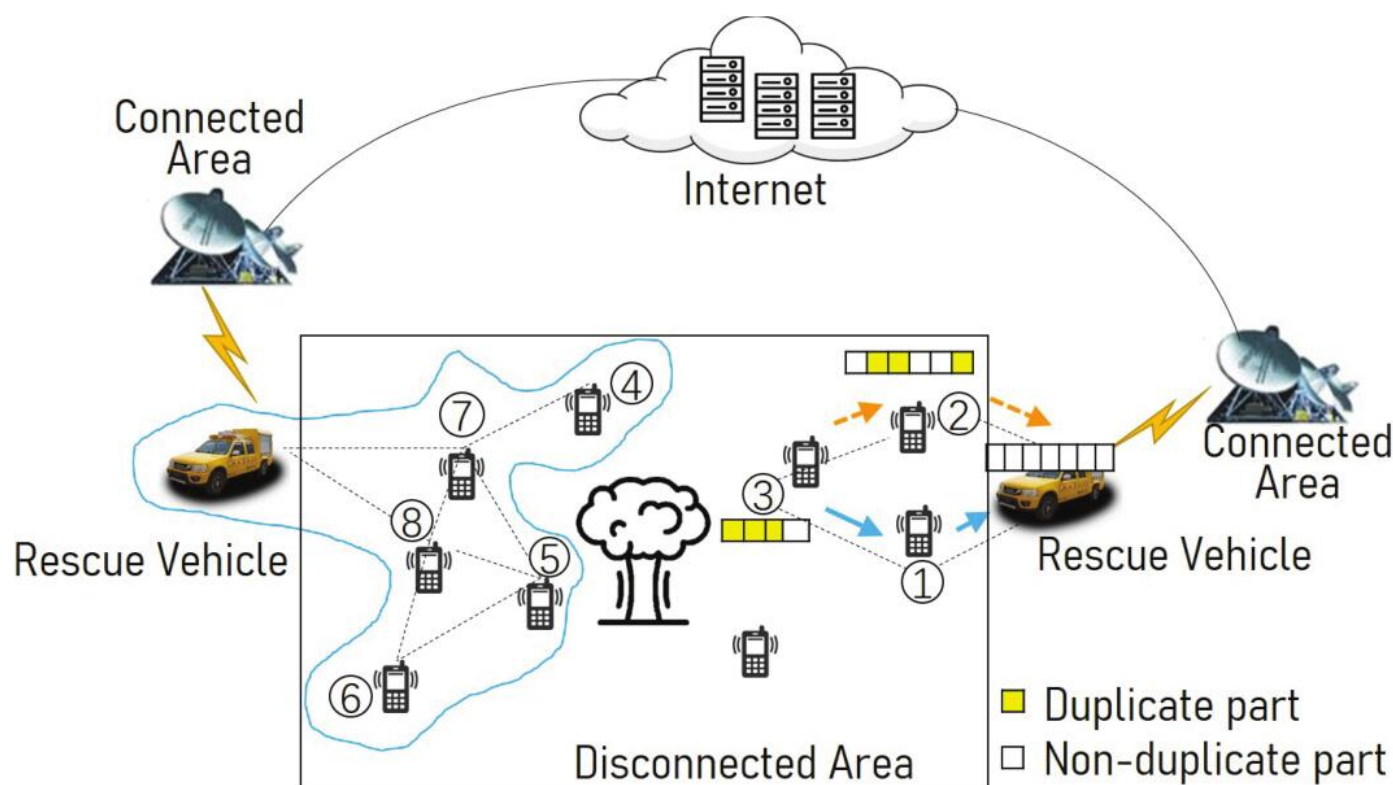 Connected
Area
Internet
④
⑦
②
Connected
Area
③
⑧
Rescue Vehicle
⑤
Rescue Vehicle
①
⑥
Duplicate part
Disconnected Area
Non-duplicate part